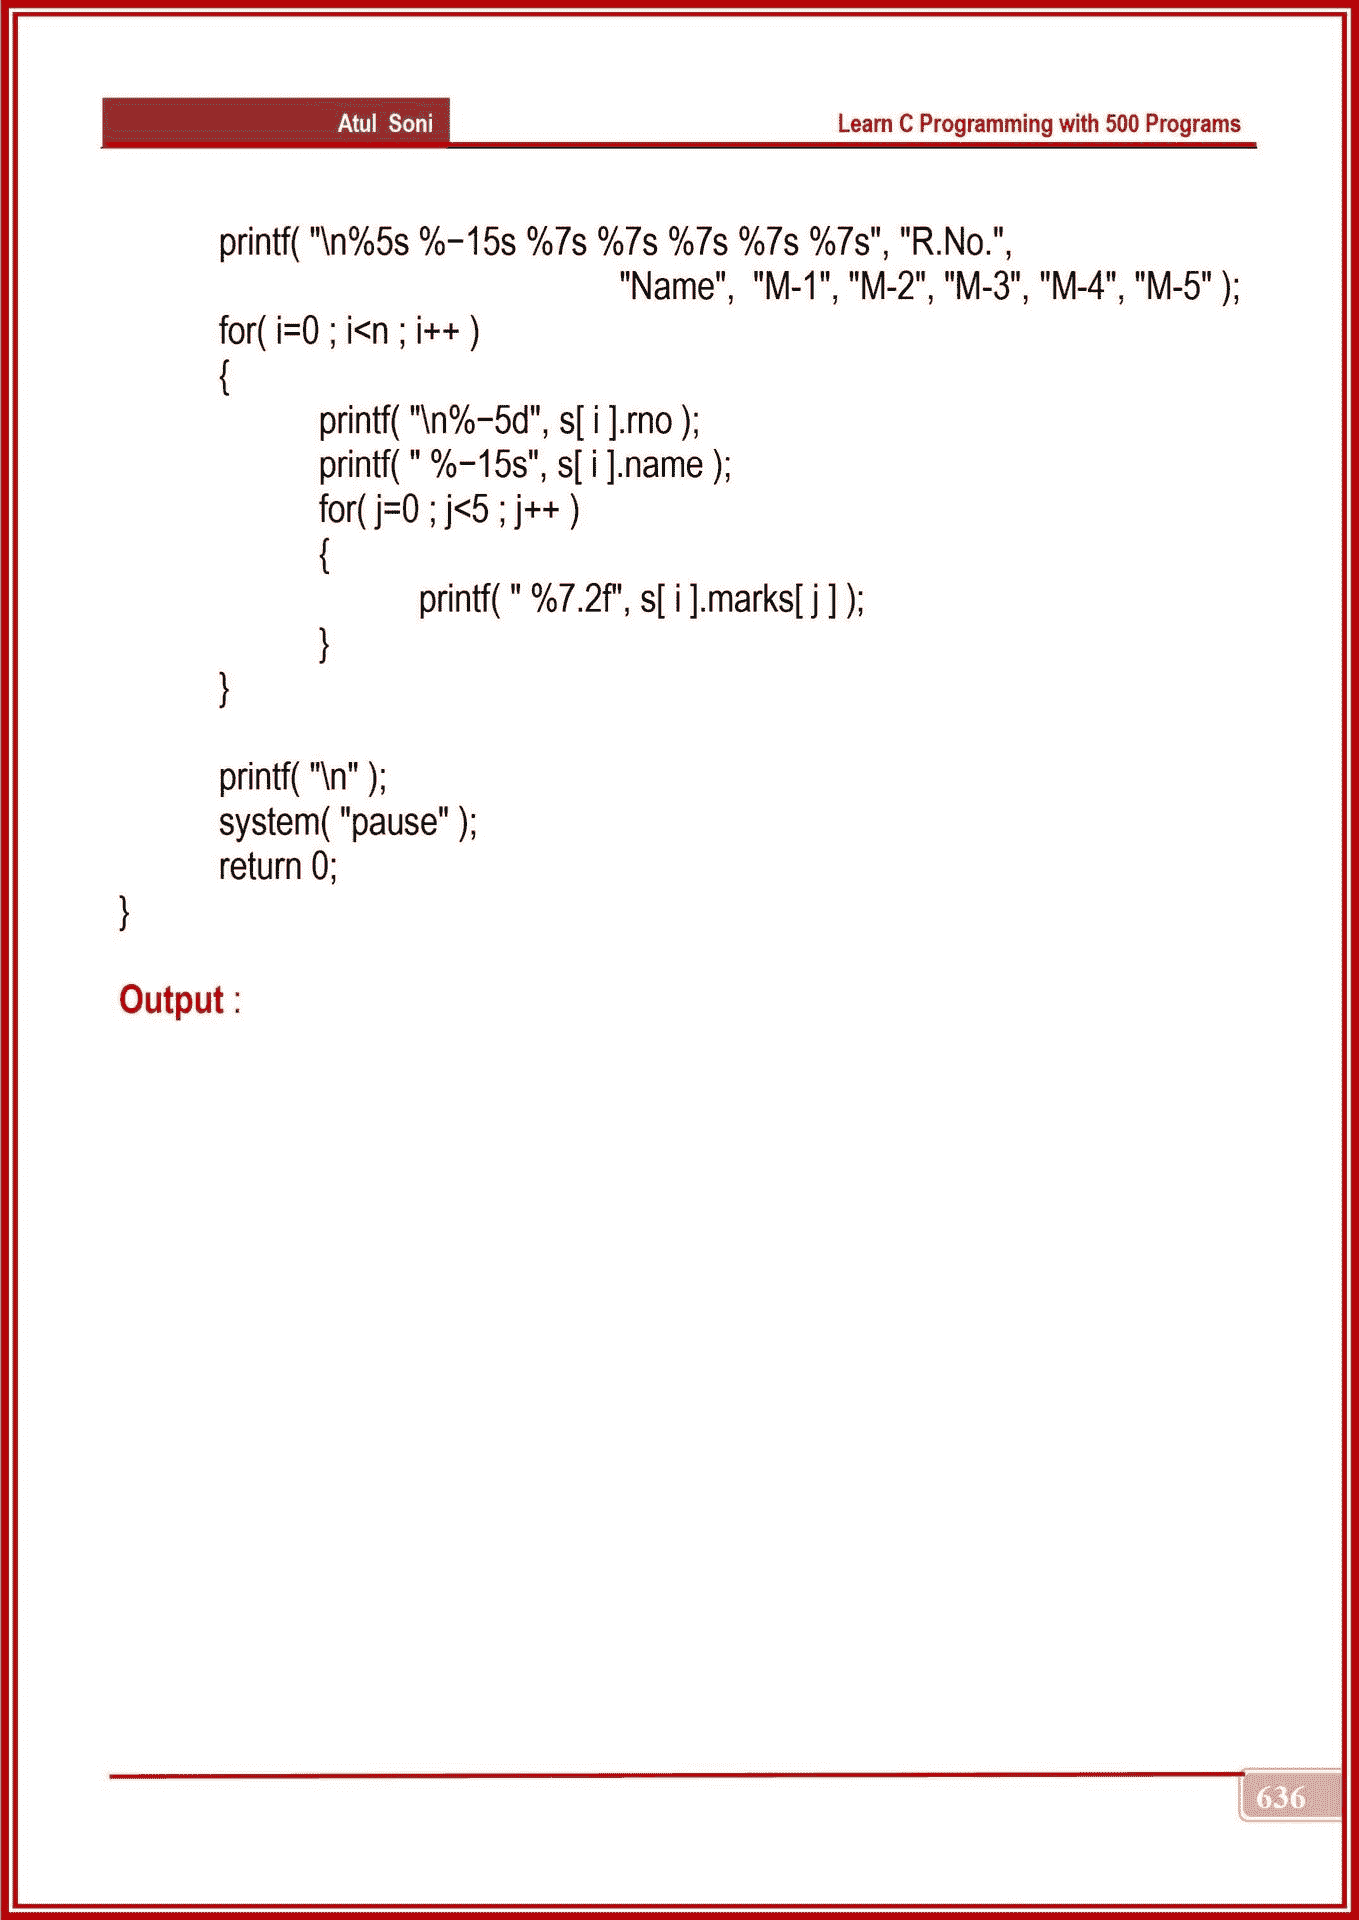 Atul Soni
Learn C Programming with 500 Programs
printf( "\n%5s %−15s %7s %7s %7s %7s %7s", "R.No.",
"Name", "M-1", "M-2", "M-3", "M-4", "M-5" );
for( i=0 ; i<n ; i++ )
{
printf( "\n%−5d", s[ i ].rno );
printf( " %−15s", s[ i ].name );
for( j=0 ; j<5 ; j++ )
{
printf( " %7.2f", s[ i ].marks[ j ] );
}
}
printf( "\n" );
system( "pause" );
return 0;
}
Output :
636